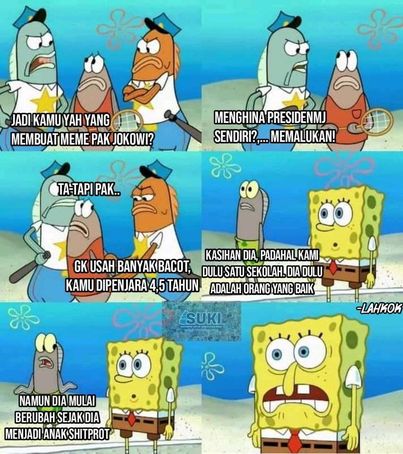 JADI KAMU YAH YANG
MEMBUAT MEME PAK JOKOWI?
MENGHINA PRESIDENMJ
SENDIRI?,... MEMALUKAN!
TA-TAPI PAK..
GK USAH BANYAK BACOT,
KAMU DIPENJARA 4,5 TAHUN
KASIHAN DIA, PADAHAL KAMI
DULU SATU SEKOLAH. DIA DULU
ADALAH ORANG YANG BAIK
-LAHKOK
SUKI
NAMUN DIA MULAI
BERUBAH SEJAK DIA
MENJADI ANAK SHITPROT